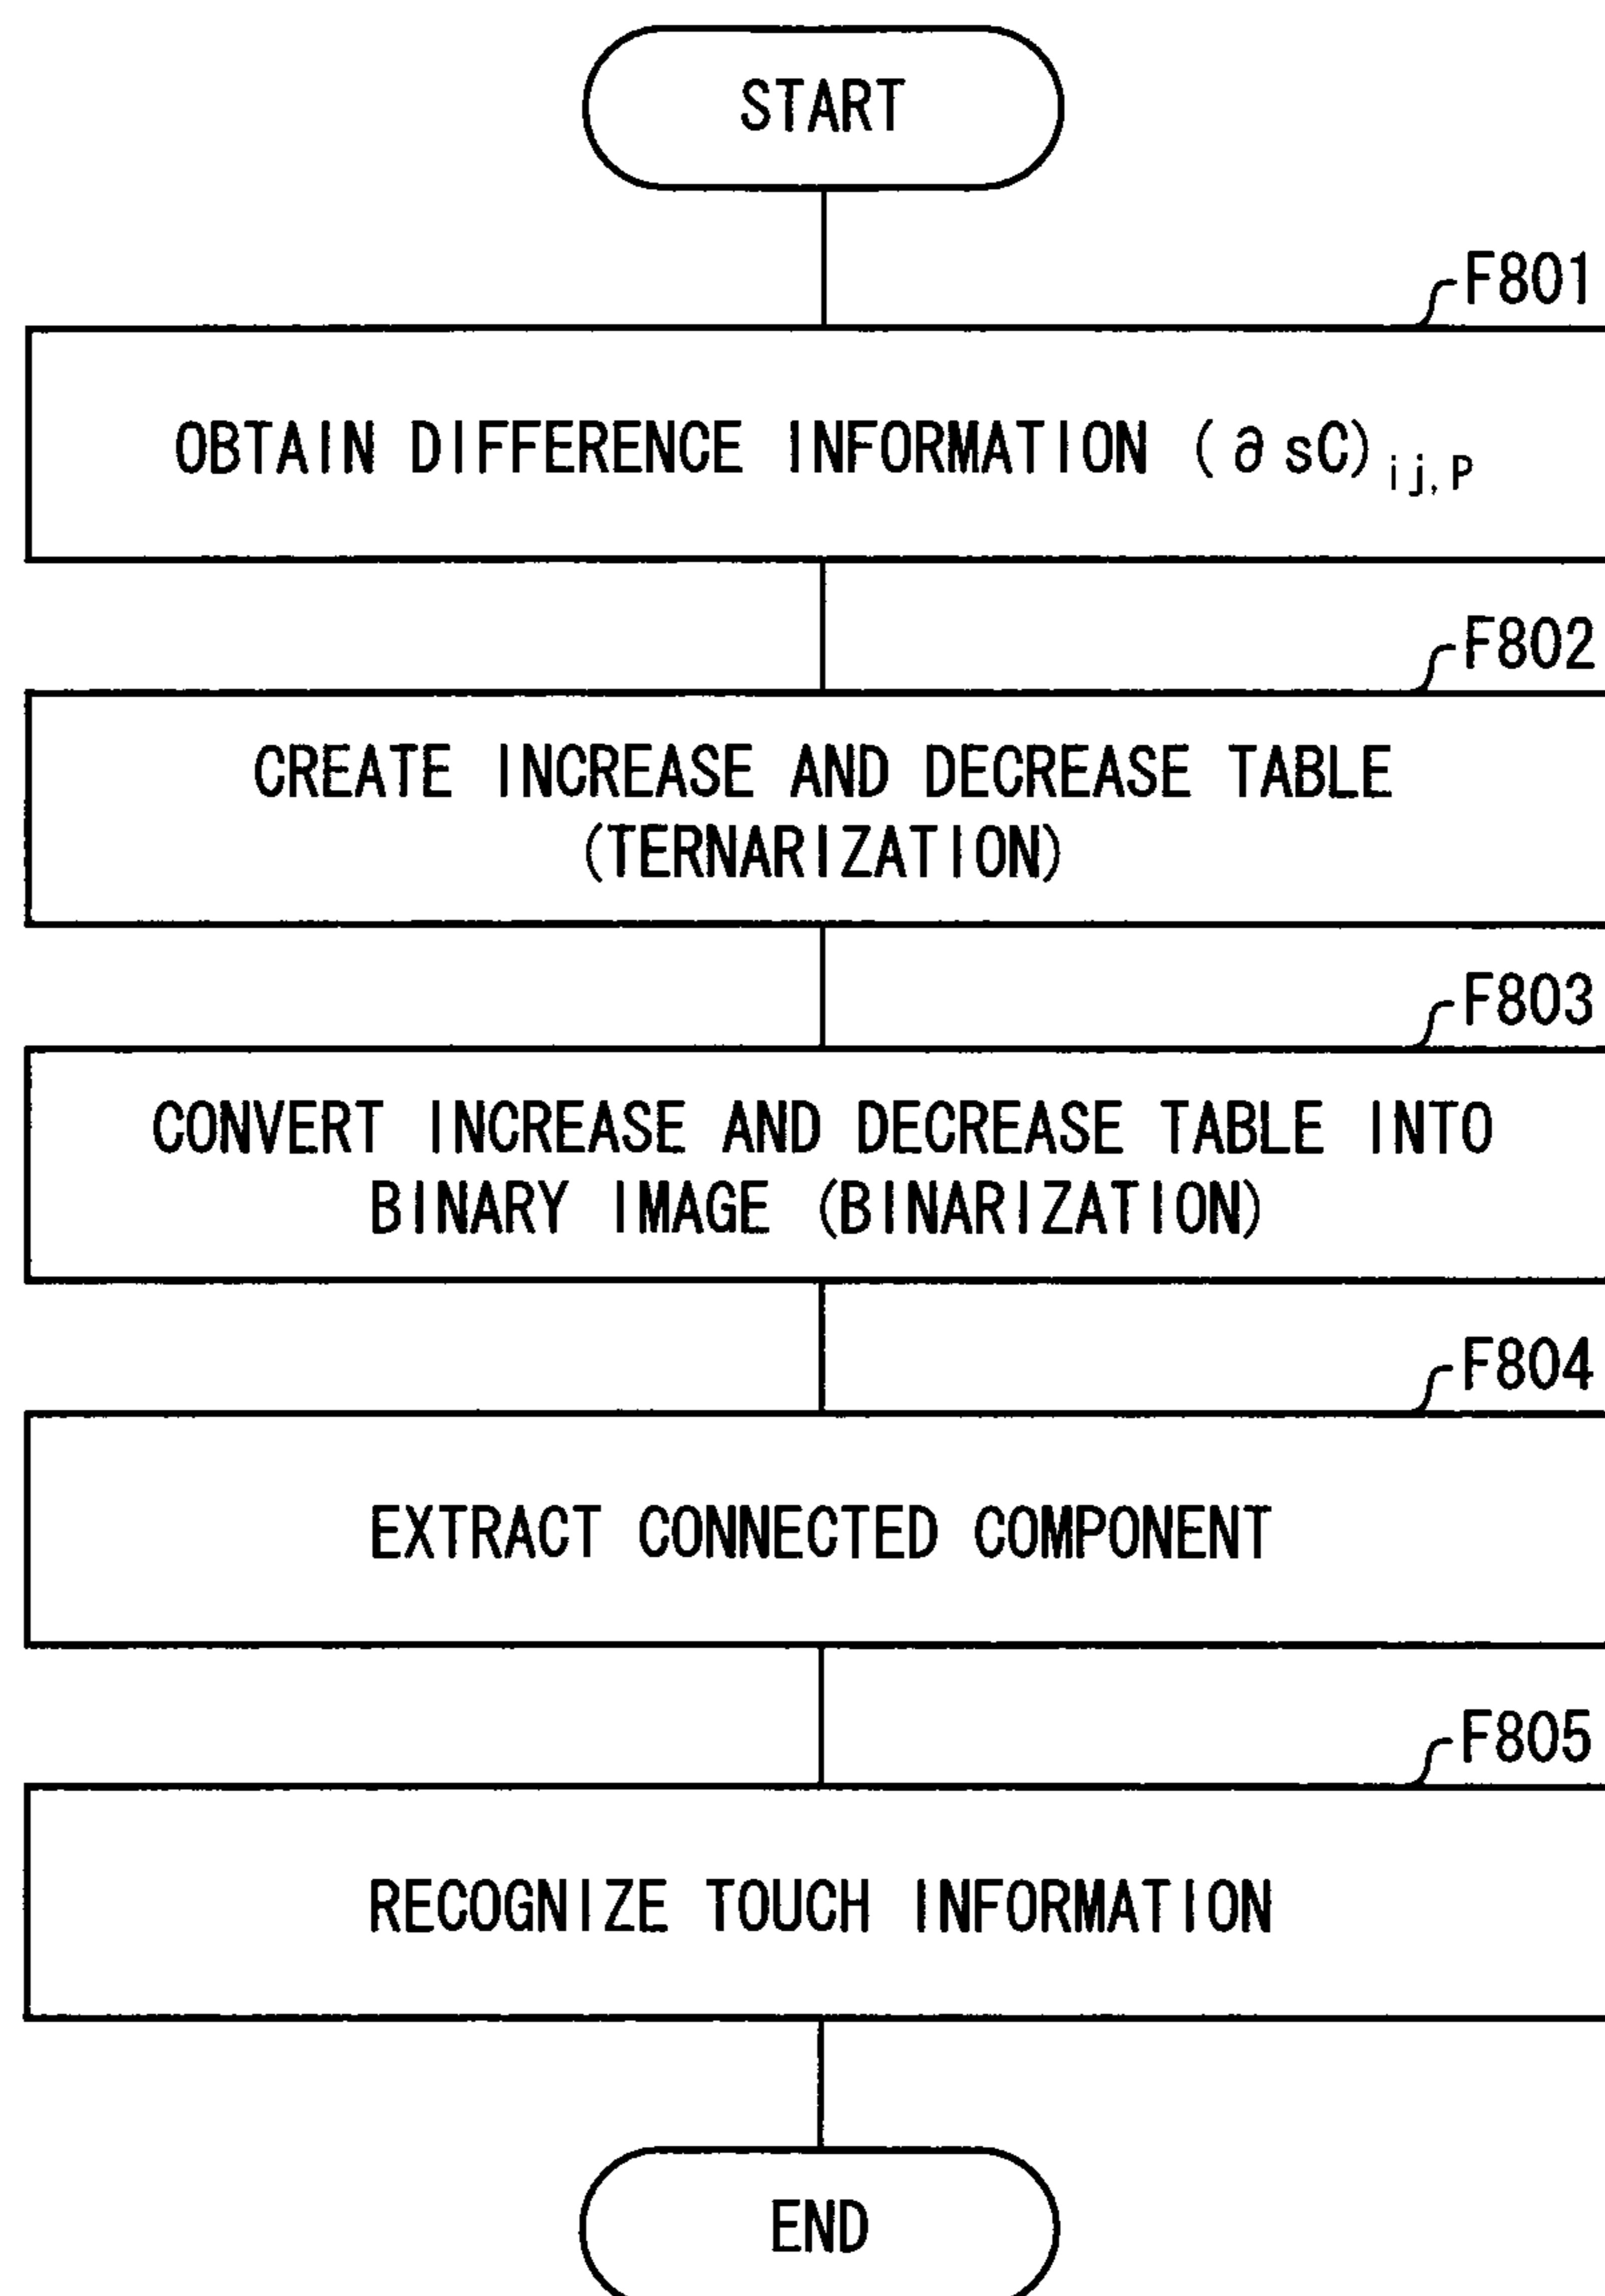 START
F801
OBTAIN DIFFERENCE INFORMATION (∂sC)ij,P
F802
CREATE INCREASE AND DECREASE TABLE
(TERNARIZATION)
F803
CONVERT INCREASE AND DECREASE TABLE INTO
BINARY IMAGE (BINARIZATION)
F804
EXTRACT CONNECTED COMPONENT
F805
RECOGNIZE TOUCH INFORMATION
END